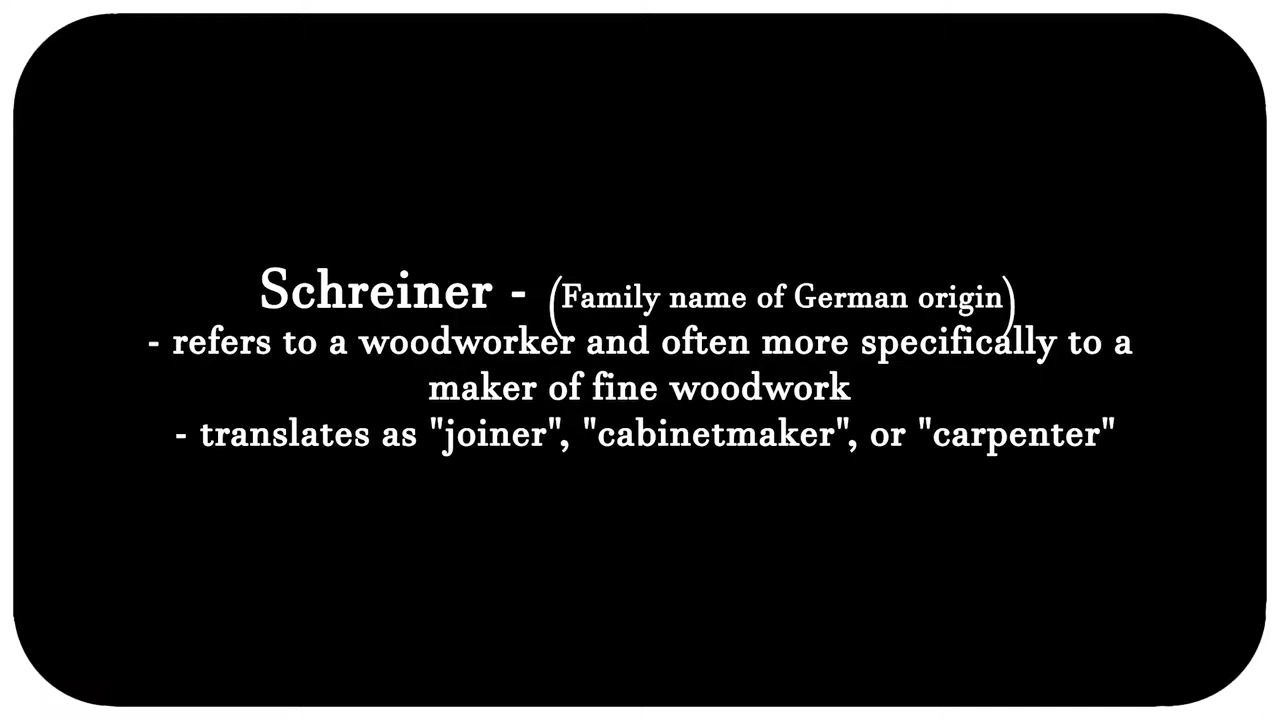 Schreiner - (Family name of German origin)
- refers to a woodworker and often more specifically to a
maker of fine woodwork
- translates as "joiner", "cabinetmaker", or "carpenter"